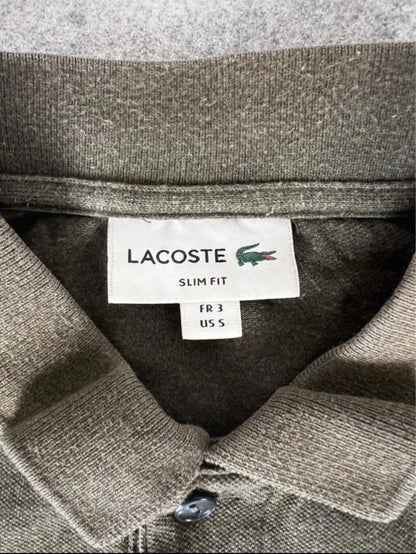 LACOSTE
SLIM FIT
FR 3
US S